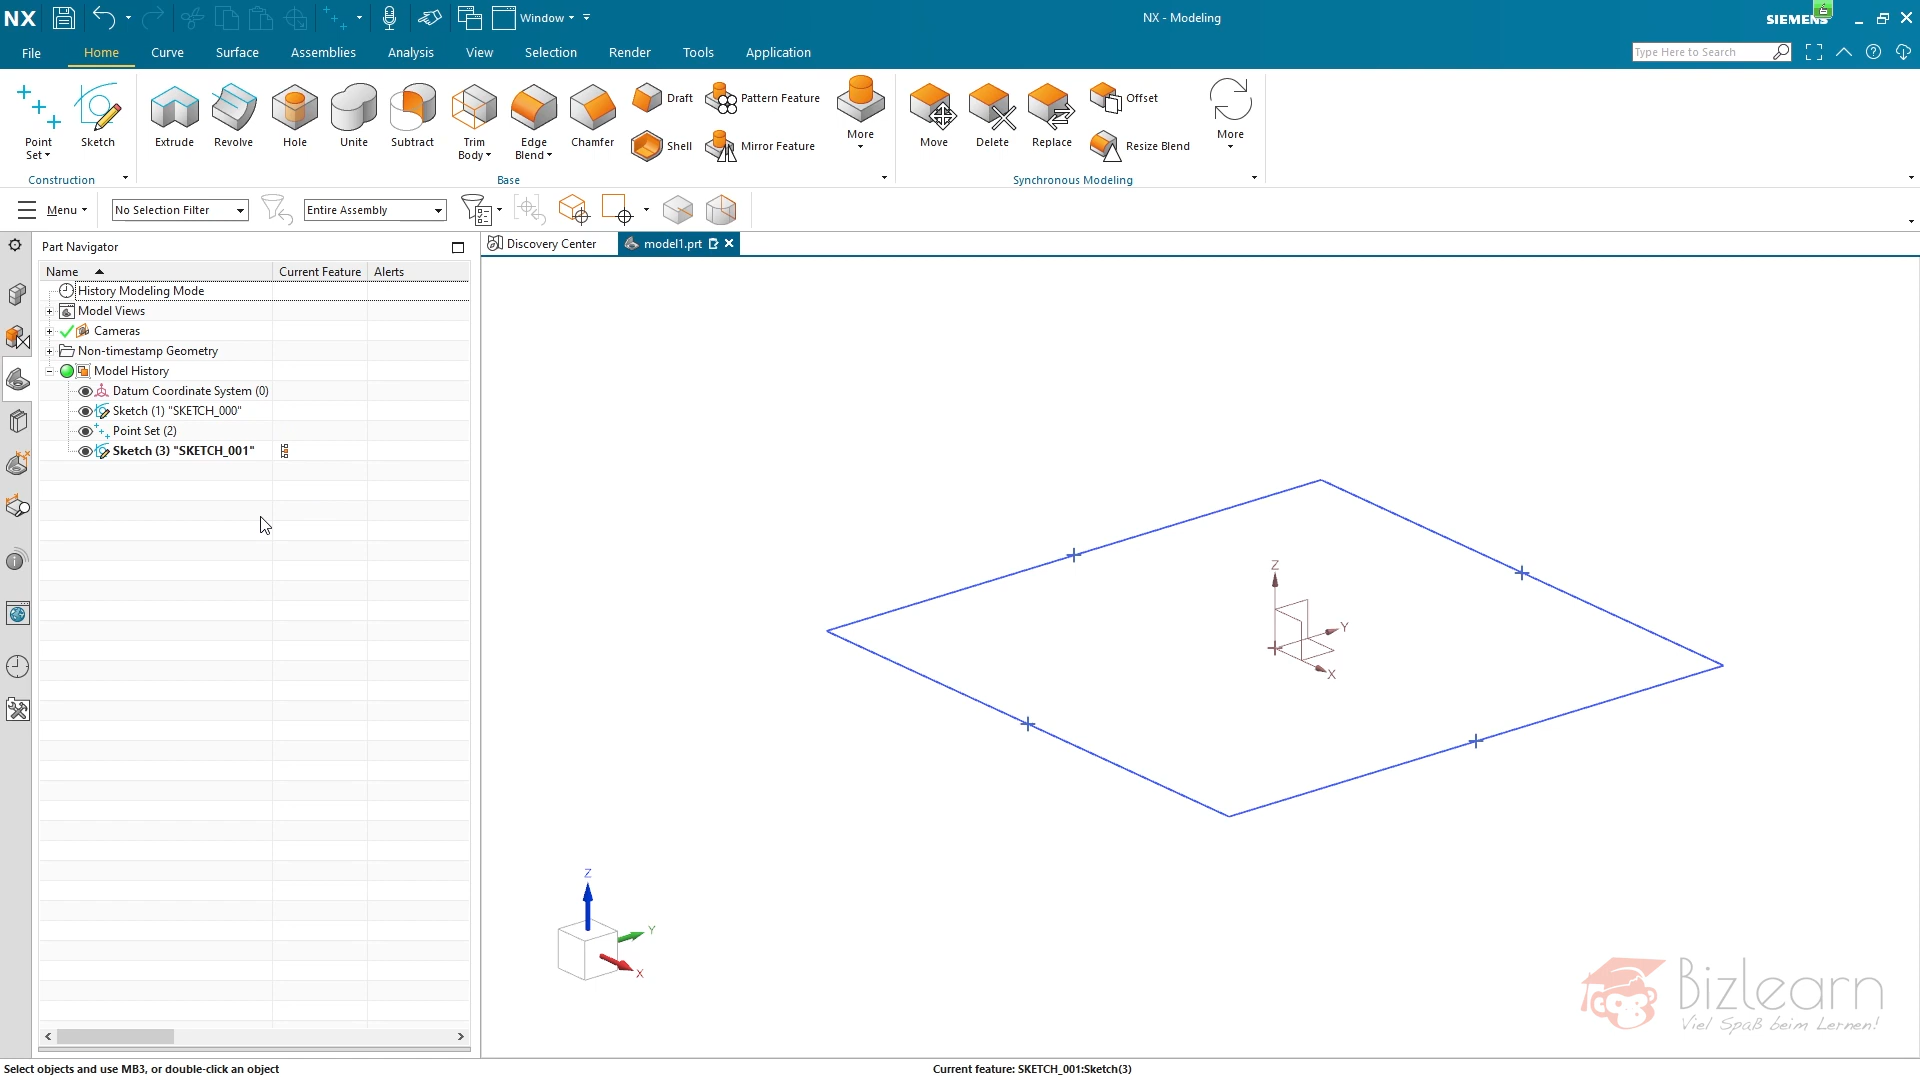 NX
Window
NX - Modeling
SIEMENS
File
Home
Curve
Surface
Assemblies
Analysis
View
Selection
Render
Tools
Application
Type Here to Search
Point
Set
Sketch
Extrude
Revolve
Hole
Unite
Subtract
Trim
Body
Edge
Blend
Chamfer
Draft
Shell
Pattern Feature
Mirror Feature
More
Move
Delete
Replace
Offset
Resize Blend
More
Construction
Base
Synchronous Modeling
Menu
No Selection Filter
Entire Assembly
Part Navigator
Discovery Center
model1.prt
Name
Current Feature
Alerts
History Modeling Mode
Model Views
Cameras
Non-timestamp Geometry
Model History
Datum Coordinate System (0)
Sketch (1) "SKETCH_000"
Point Set (2)
Sketch (3) "SKETCH_001"
Z
Y
X
Z
Y
X
Bizlearn
Viel Spaß beim Lernen!
Select objects and use MB3, or double-click an object
Current feature: SKETCH_001:Sketch(3)